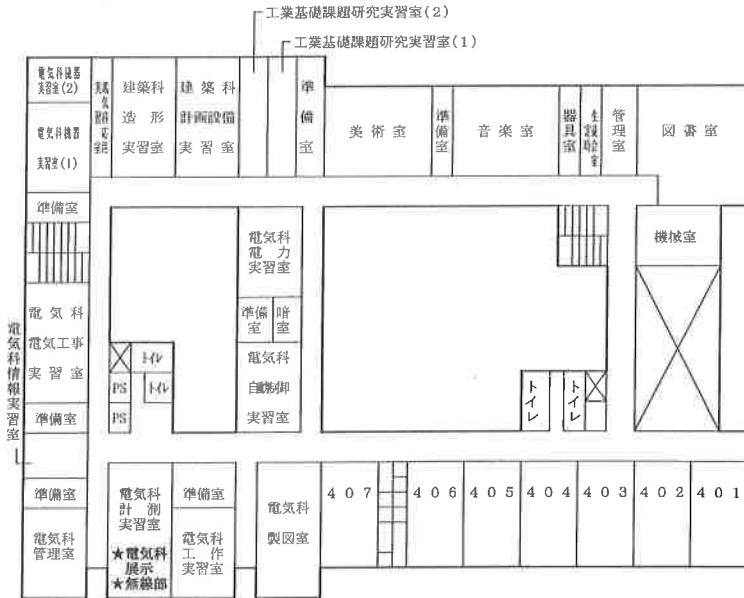 工業基礎課題研究実習室(2)
工業基礎課題研究実習室(1)
電気科機器
実習室(2)
電気科機器
実習室(1)
準備室
建築科
造形
実習室
建築科
計画設備
実習室
準備室
美術室
準備室
音楽室
器具室
管理室
図書室
電気科
電力
実習室
機械室
準備室
暗室
電気科
電気工事
実習室
電気科
自動制御
実習室
トイレ
PS
トイレ
PS
トイレ
トイレ
電気科情報実習室
準備室
準備室
電気科
管理室
電気科
計測
実習室
★電気科
展示
★無線部
準備室
電気科
工作
実習室
電気科
製図室
407
406
405
404
403
402
401